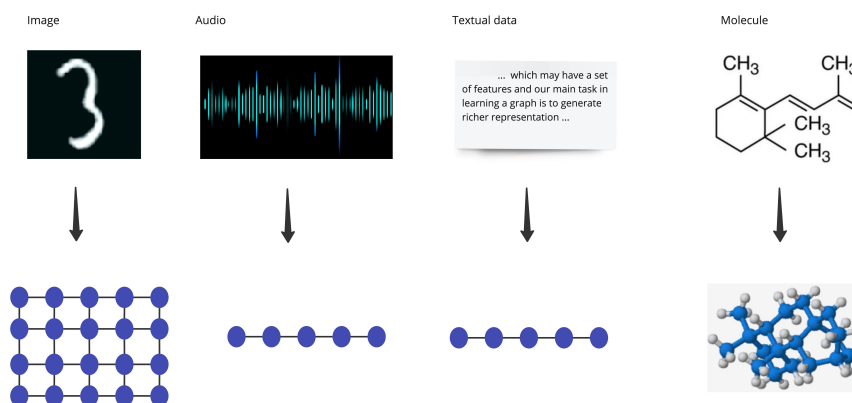 Image
Audio
Textual data
Molecule
... which may have a set
of features and our main task in
learning a graph is to generate
richer representation ...
CH₃
CH₃
CH₃
CH₃